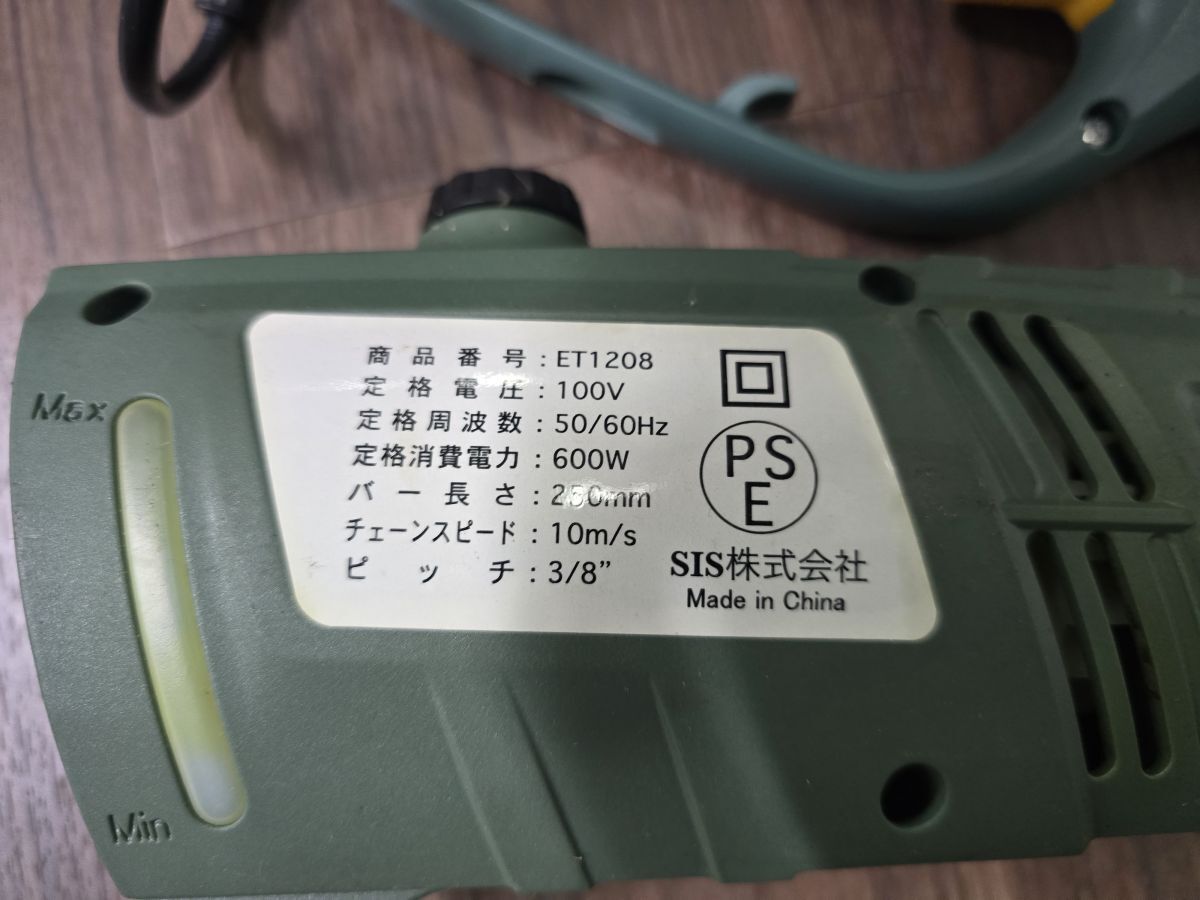 Max
Min
商品番号：ET1208
定格電圧：100V
定格周波数：50/60Hz
定格消費電力：600W
バー長さ：250mm
チェーンスピード：10m/s
ピッチ：3/8”
PS
E
SIS株式会社
Made in China